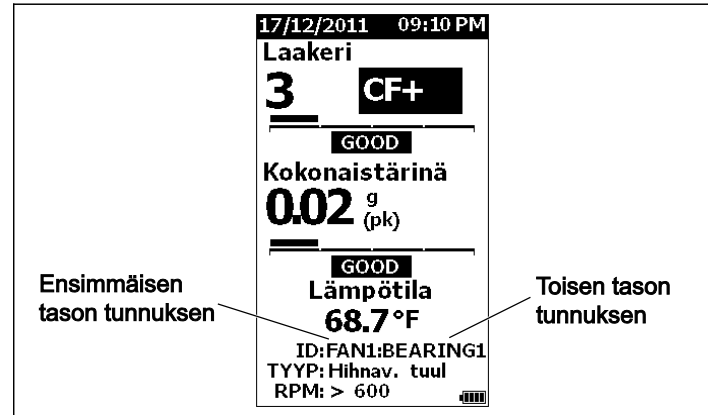 17/12/2011 09:10 PM
Laakeri
3 CF+
GOOD
Kokonaistärinä
0.02 g
(pk)
GOOD
Lämpötila
68.7°F
ID:FAN1:BEARING1
TYYP: Hihnav. tuul
RPM: > 600
Ensimmäisen
tason tunnuksen
Toisen tason
tunnuksen